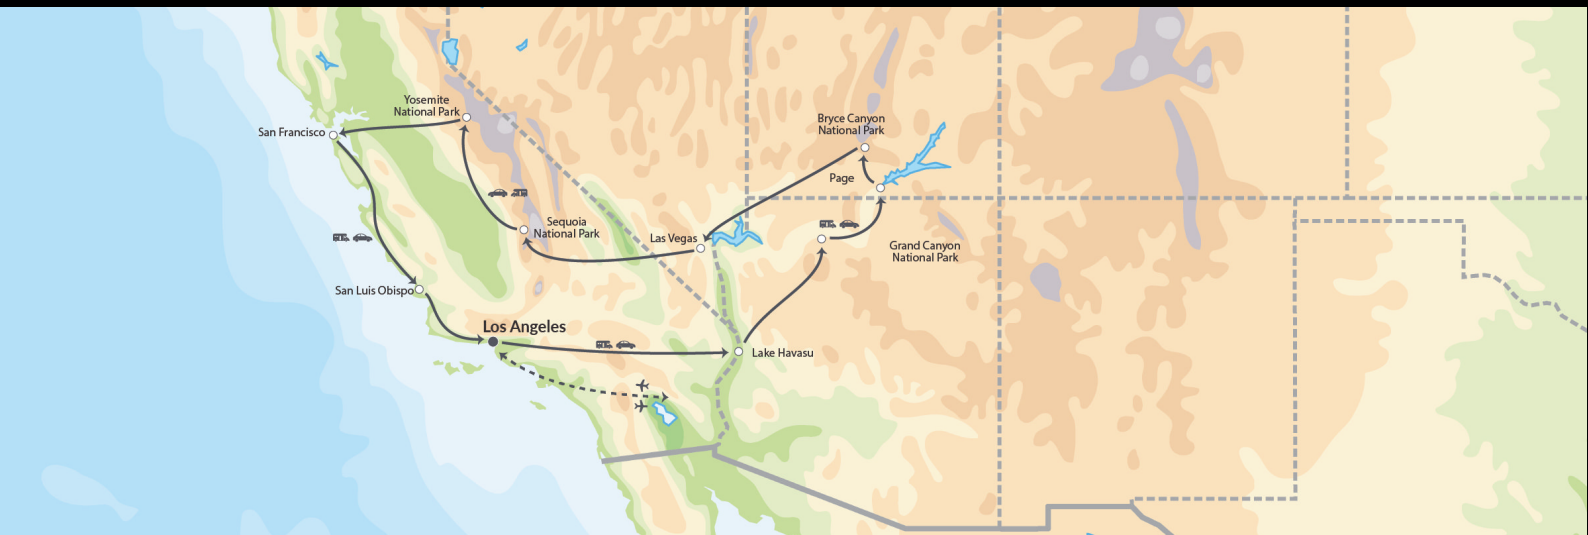 Yosemite
National Park
San Francisco
Bryce Canyon
National Park
Page
Sequoia
National Park
Las Vegas
Grand Canyon
National Park
San Luis Obispo
Los Angeles
Lake Havasu